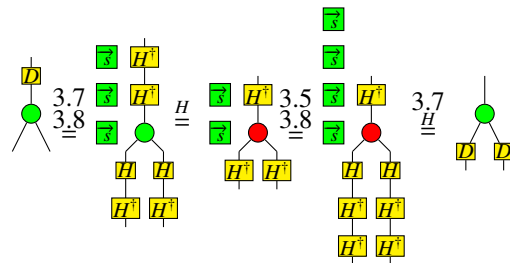 s⃗
D s⃗ H† s⃗
3.7 s⃗ H† s⃗ H† 3.5 s⃗ H† 3.7
3.8 = s⃗ H = s⃗ 3.8 = s⃗ H =
H H H† H† H H D D
H† H† H† H†
H† H†